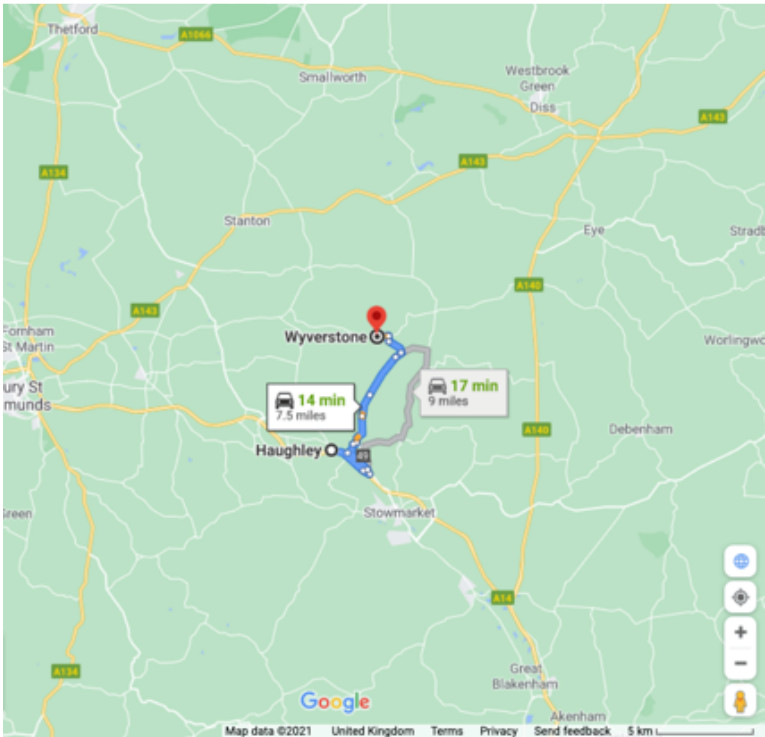 Thetford
A1066
Smallworth
Westbrook
Green
Diss
A143
A143
A134
Stanton
Eye
Stradb
A140
A143
Fornham
St Martin
Wyverstone
Worlingwo
ury St
munds
14 min
7.5 miles
17 min
9 miles
A140
Debenham
Haughley
49
Green
Stowmarket
A14
A134
Great
Blakenham
Google
Akenham
Map data ©2021 United Kingdom Terms Privacy Send feedback 5 km